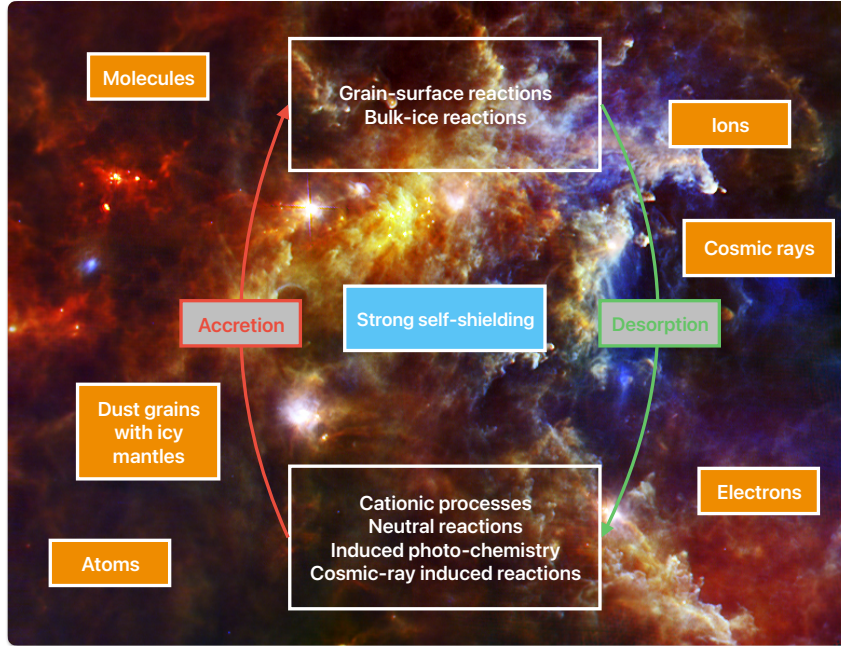 Molecules
Grain-surface reactions
Bulk-ice reactions
Ions
Cosmic rays
Accretion
Strong self-shielding
Desorption
Dust grains
with icy
mantles
Cationic processes
Neutral reactions
Induced photo-chemistry
Cosmic-ray induced reactions
Electrons
Atoms